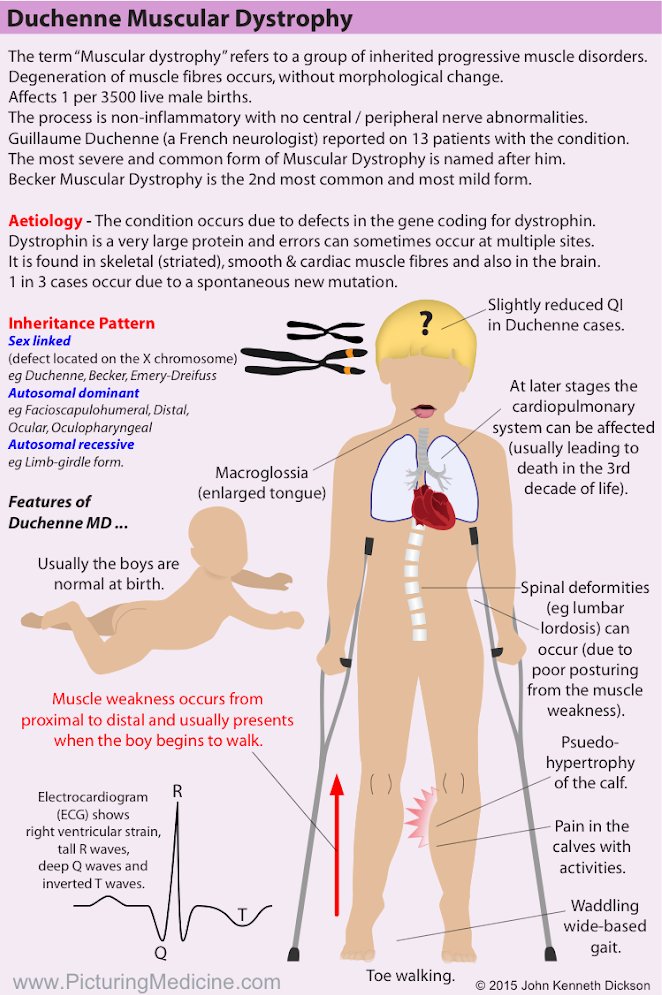 Duchenne Muscular Dystrophy
The term “Muscular dystrophy” refers to a group of inherited progressive muscle disorders.
Degeneration of muscle fibres occurs, without morphological change.
Affects 1 per 3500 live male births.
The process is non-inflammatory with no central / peripheral nerve abnormalities.
Guillaume Duchenne (a French neurologist) reported on 13 patients with the condition.
The most severe and common form of Muscular Dystrophy is named after him.
Becker Muscular Dystrophy is the 2nd most common and most mild form.
Aetiology - The condition occurs due to defects in the gene coding for dystrophin.
Dystrophin is a very large protein and errors can sometimes occur at multiple sites.
It is found in skeletal (striated), smooth & cardiac muscle fibres and also in the brain.
1 in 3 cases occur due to a spontaneous new mutation.
Inheritance Pattern
Sex linked
(defect located on the X chromosome)
eg Duchenne, Becker, Emery-Dreifuss
Autosomal dominant
eg Facioscapulohumeral, Distal,
Ocular, Oculopharyngeal
Autosomal recessive
eg Limb-girdle form.
?
Slightly reduced QI
in Duchenne cases.
At later stages the
cardiopulmonary
system can be affected
(usually leading to
death in the 3rd
decade of life).
Macroglossia
(enlarged tongue)
Features of
Duchenne MD ...
Usually the boys are
normal at birth.
Spinal deformities
(eg lumbar
lordosis) can
occur (due to
poor posturing
from the muscle
weakness).
Muscle weakness occurs from
proximal to distal and usually presents
when the boy begins to walk.
Psuedo-
hypertrophy
of the calf.
Electrocardiogram
(ECG) shows
right ventricular strain,
tall R waves,
deep Q waves and
inverted T waves.
R
T
Q
Pain in the
calves with
activities.
Waddling
wide-based
gait.
Toe walking.
www.PicturingMedicine.com
© 2015 John Kenneth Dickson